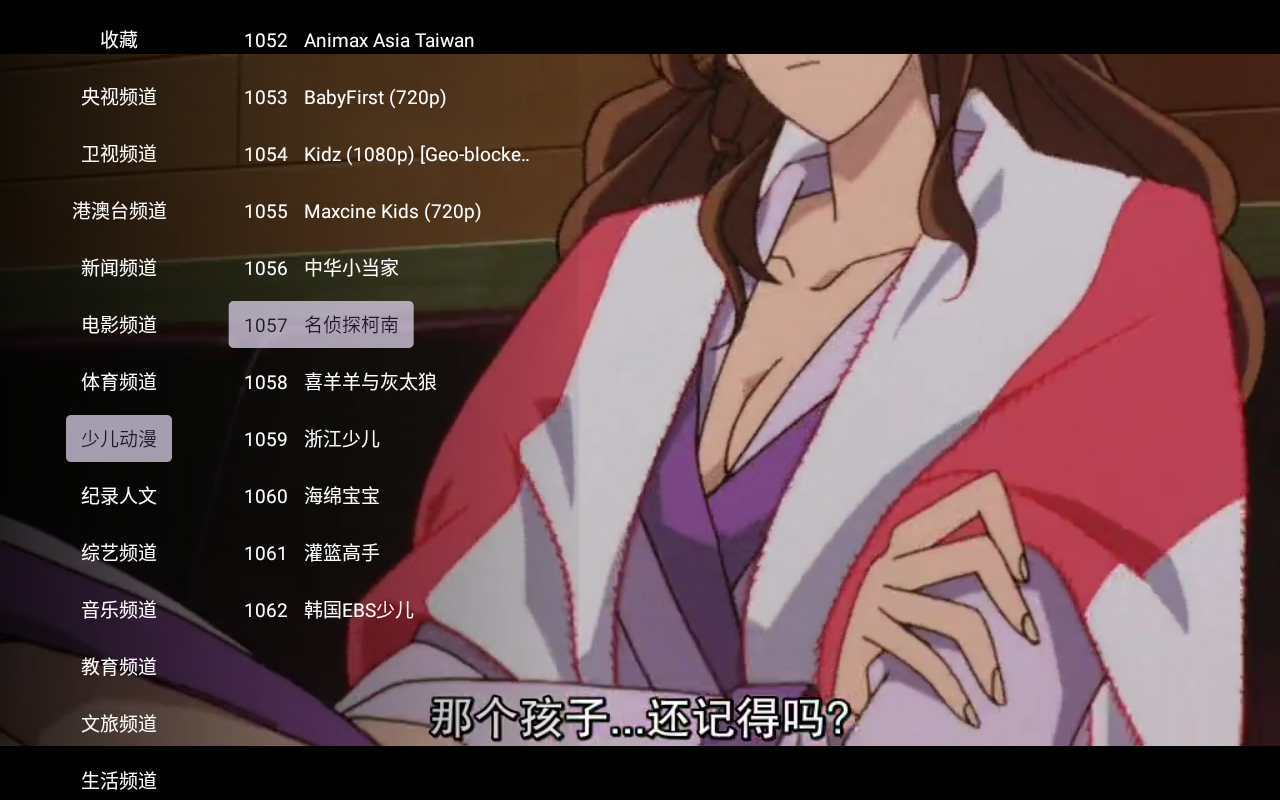 收藏
央视频道
卫视频道
港澳台频道
新闻频道
电影频道
体育频道
少儿动漫
纪录人文
综艺频道
音乐频道
教育频道
文旅频道
生活频道
1052 Animax Asia Taiwan
1053 BabyFirst (720p)
1054 Kidz (1080p) [Geo-blocke..
1055 Maxcine Kids (720p)
1056 中华小当家
1057 名侦探柯南
1058 喜羊羊与灰太狼
1059 浙江少儿
1060 海绵宝宝
1061 灌篮高手
1062 韩国EBS少儿
那个孩子...还记得吗?